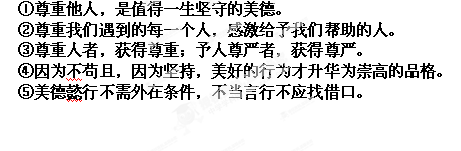 ①尊重他人，是值得一生坚守的美德。
②尊重我们遇到的每一个人，感激给予我们帮助的人。
③尊重人者，获得尊重；予人尊严者，获得尊严。
④因为不苟且，因为坚持，美好的行为才升华为崇高的品格。
⑤美德懿行不需外在条件，不当言行不应找借口。